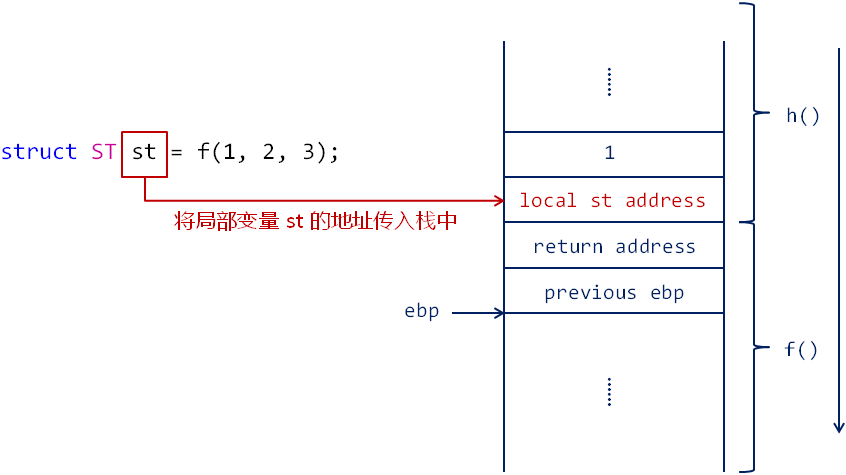 h()
struct ST st = f(1, 2, 3);
1
local st address
将局部变量 st 的地址传入栈中
return address
previous ebp
ebp
f()